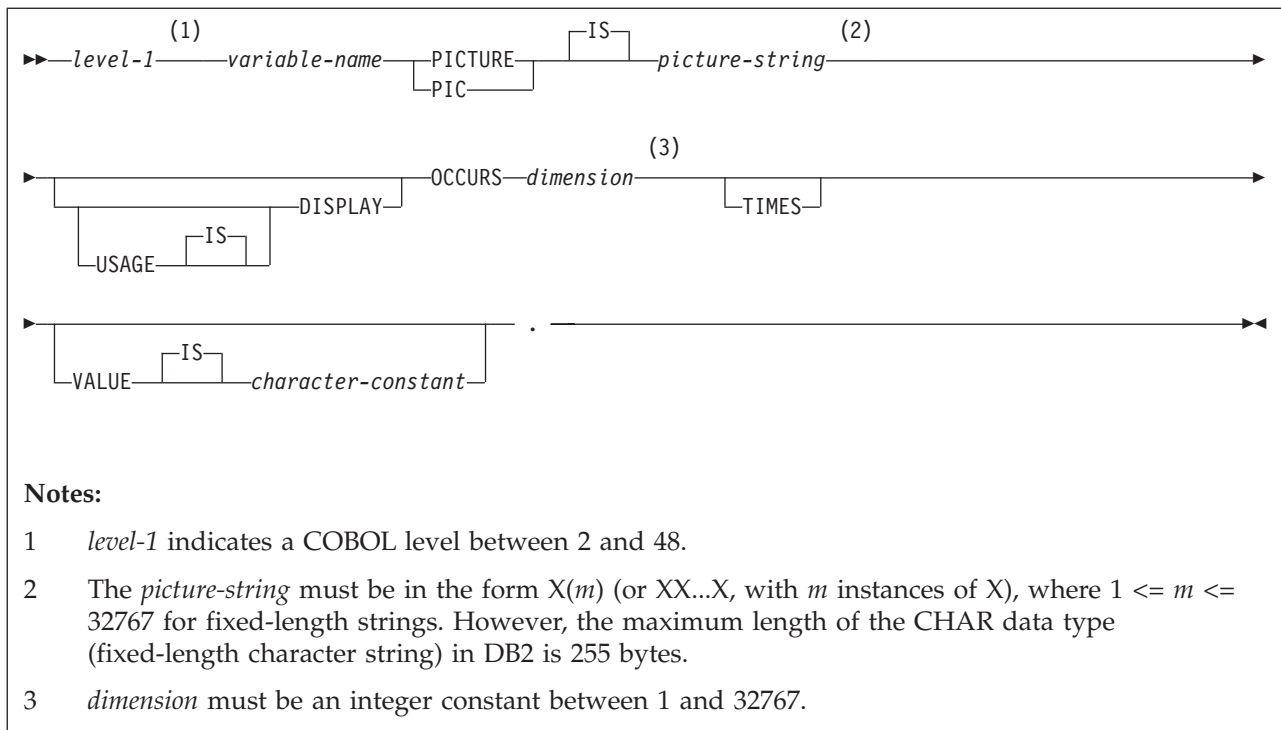 (1) IS (2)
level-1 variable-name PICTURE picture-string
PIC
(3)
OCCURS dimension
DISPLAY TIMES
IS
USAGE
.
IS
VALUE character-constant
Notes:
1 level-1 indicates a COBOL level between 2 and 48.
2 The picture-string must be in the form X(m) (or XX...X, with m instances of X), where 1 <= m <=
32767 for fixed-length strings. However, the maximum length of the CHAR data type
(fixed-length character string) in DB2 is 255 bytes.
3 dimension must be an integer constant between 1 and 32767.